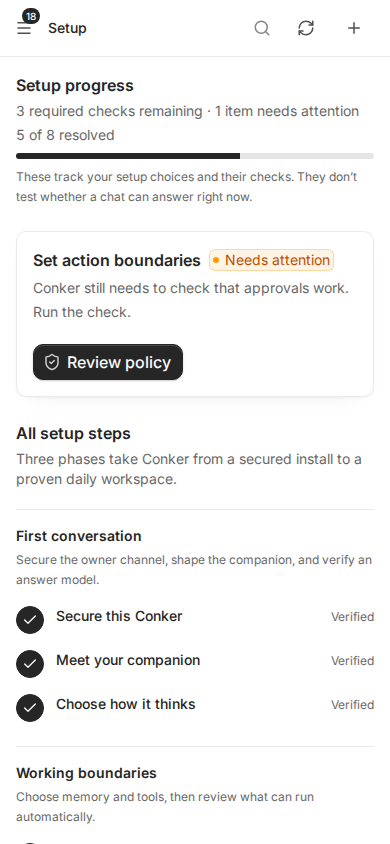 18
Setup
Setup progress
3 required checks remaining · 1 item needs attention
5 of 8 resolved
These track your setup choices and their checks. They don’t
test whether a chat can answer right now.
Set action boundaries
Needs attention
Conker still needs to check that approvals work.
Run the check.
Review policy
All setup steps
Three phases take Conker from a secured install to a
proven daily workspace.
First conversation
Secure the owner channel, shape the companion, and verify an
answer model.
Secure this Conker
Verified
Meet your companion
Verified
Choose how it thinks
Verified
Working boundaries
Choose memory and tools, then review what can run
automatically.